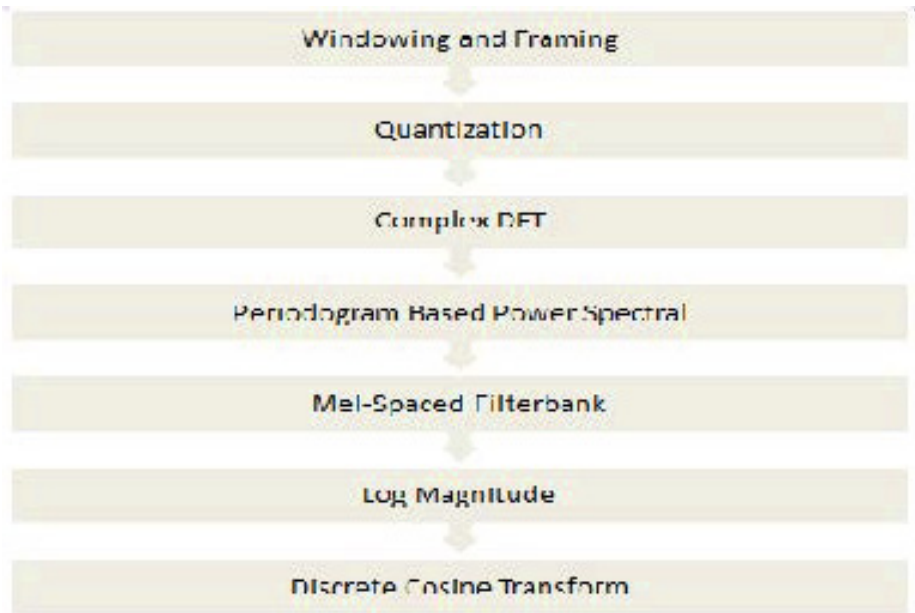 Windowing and Framing
Quantization
Complex DFT
Periodogram Based Power Spectral
Mel-Spaced Filterbank
Log Magnitude
Discrete Cosine Transform